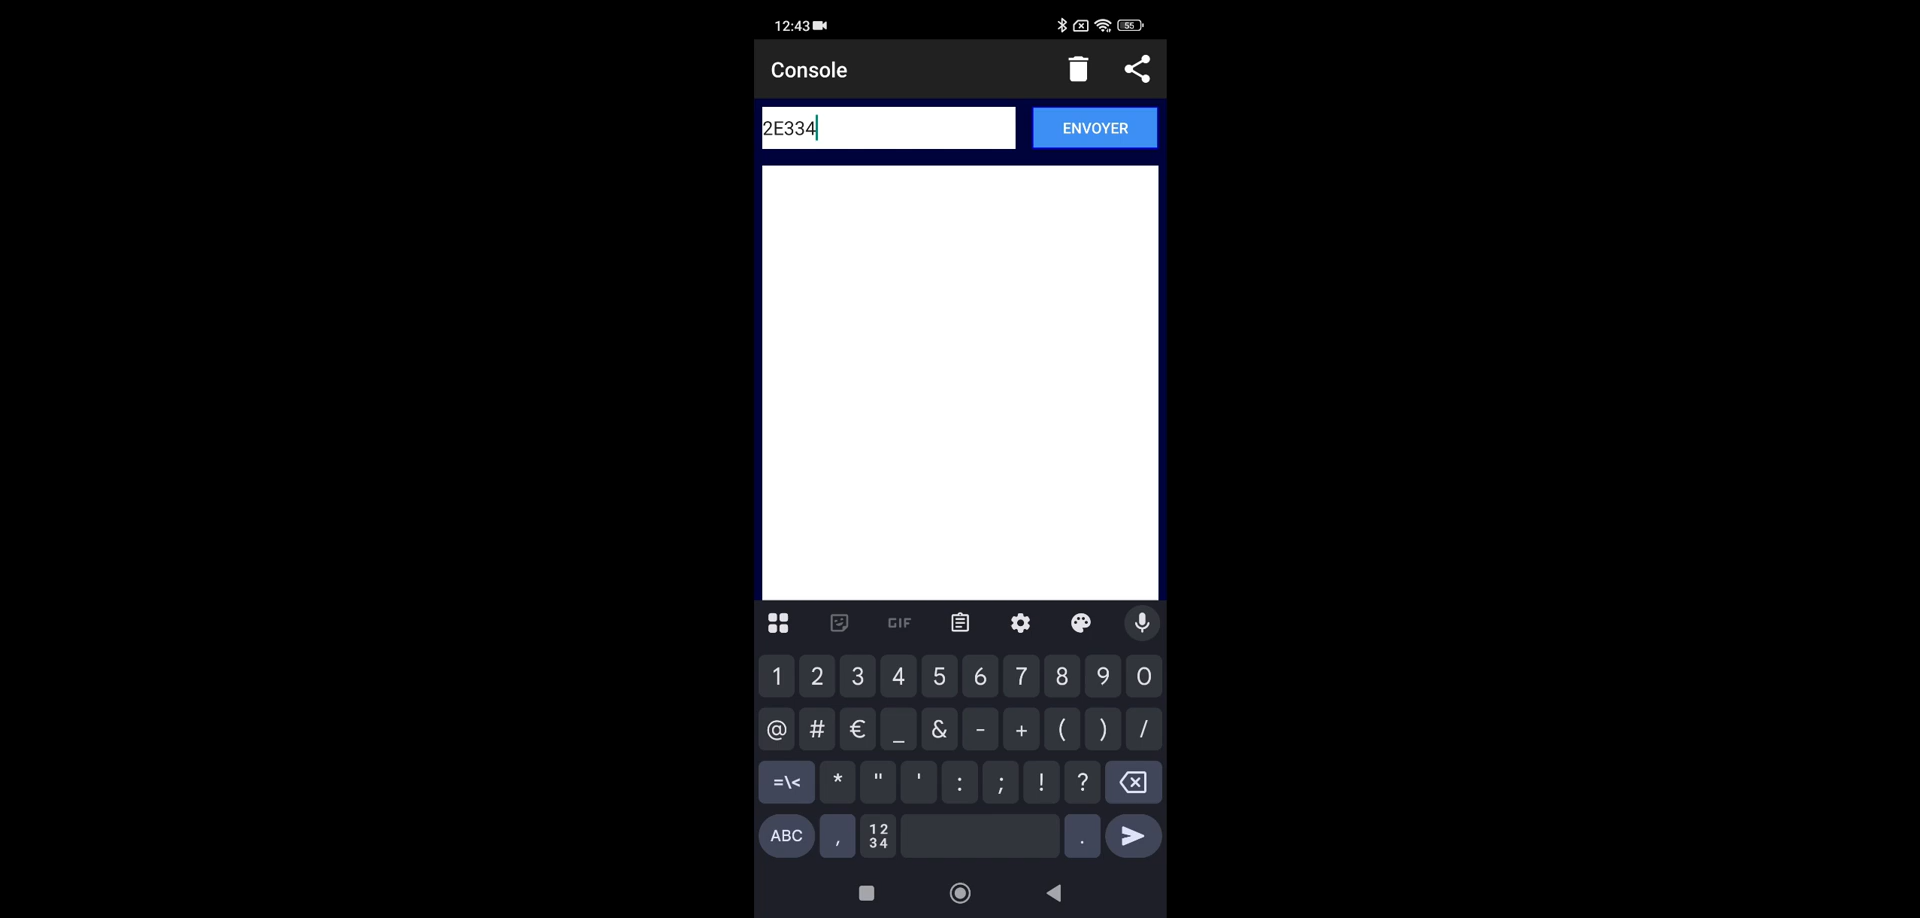 12:43
55
Console
2E334
ENVOYER
GIF
1 2 3 4 5 6 7 8 9 0
@ # € _ & - + ( ) /
=\< * " ' : ; ! ?
ABC , 12 34 .